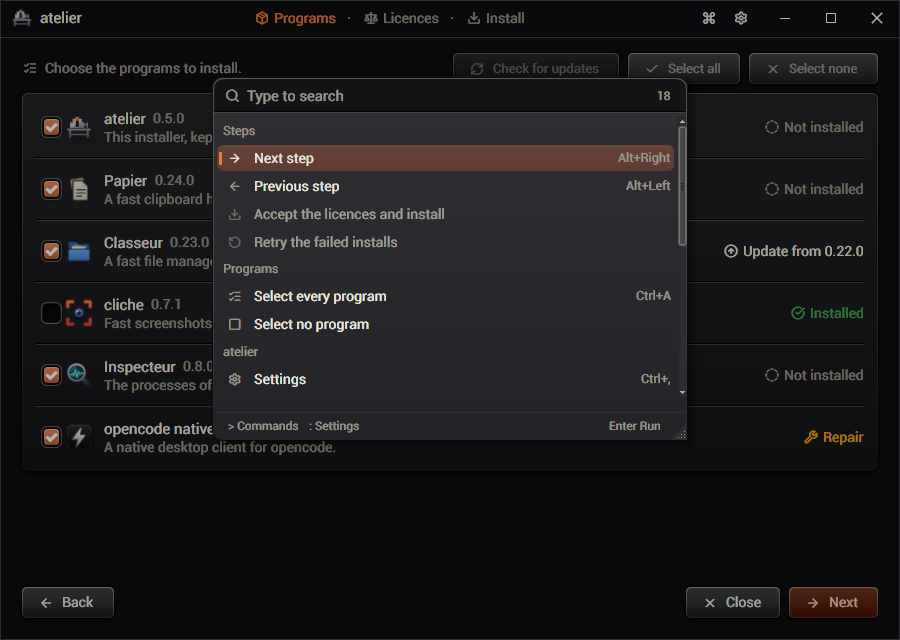 atelier
Programs · Licences · Install
Choose the programs to install.
Check for updates
Select all
Select none
Type to search
18
Steps
Next step Alt+Right
Previous step Alt+Left
Accept the licences and install
Retry the failed installs
Programs
Select every program Ctrl+A
Select no program
atelier
Settings Ctrl+,
> Commands : Settings Enter Run
atelier 0.5.0
This installer, kep
Not installed
Papier 0.24.0
A fast clipboard h
Not installed
Classeur 0.23.0
A fast file manage
Update from 0.22.0
cliche 0.7.1
Fast screenshots
Installed
Inspecteur 0.8.0
The processes of
Not installed
opencode native
A native desktop client for opencode.
Repair
Back
Close
Next